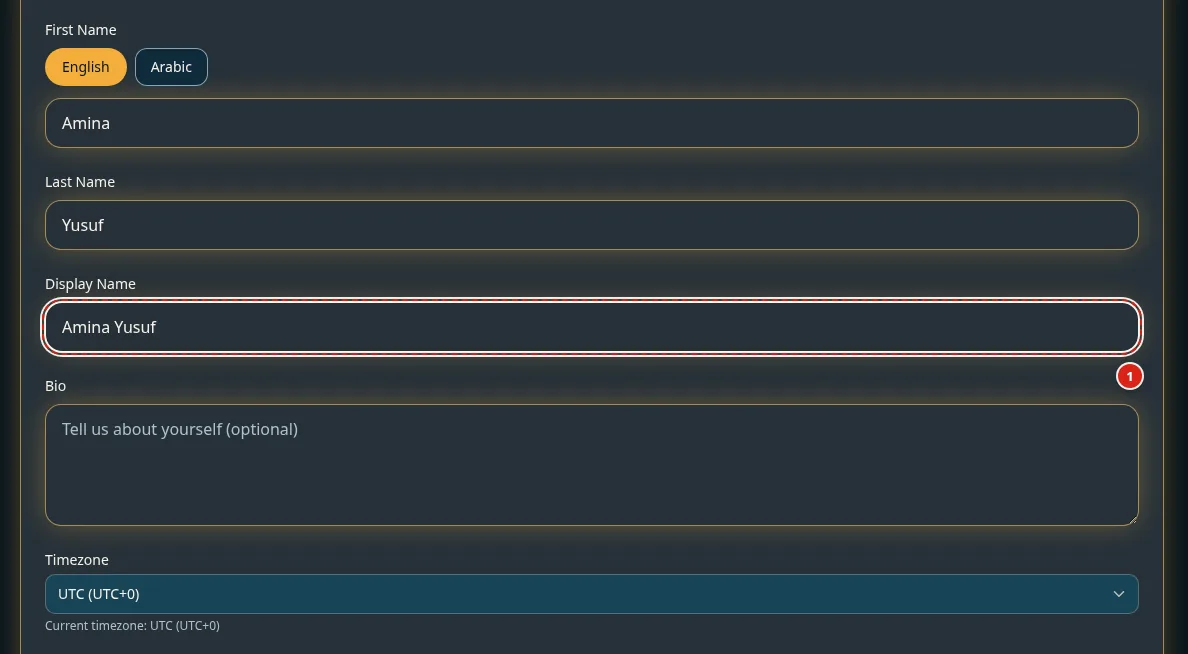 First Name
English Arabic
Amina
Last Name
Yusuf
Display Name
Amina Yusuf
1
Bio
Tell us about yourself (optional)
Timezone
UTC (UTC+0)
Current timezone: UTC (UTC+0)